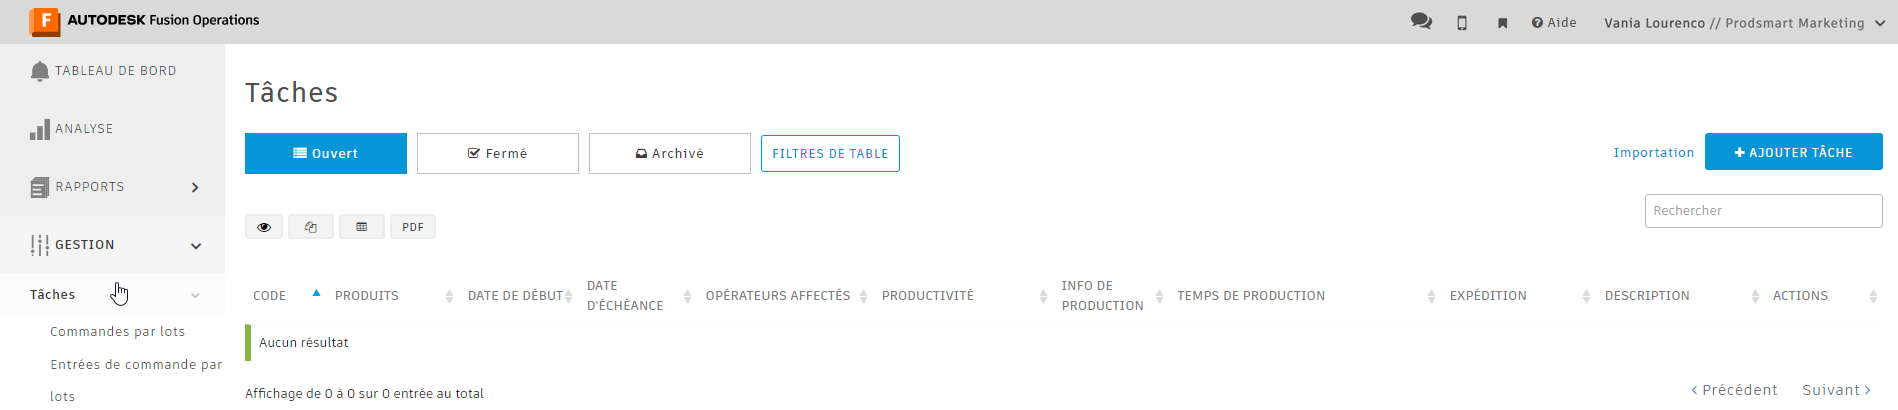 F AUTODESK Fusion Operations
Aide
Vania Lourenco // Prodsmart Marketing
TABLEAU DE BORD
ANALYSE
RAPPORTS
GESTION
Tâches
Commandes par lots
Entrées de commande par
lots
Tâches
Ouvert
Fermé
Archivé
FILTRES DE TABLE
Importation
AJOUTER TÂCHE
Rechercher
PDF
CODE
PRODUITS
DATE DE DÉBUT
DATE
D'ÉCHÉANCE
OPÉRATEURS AFFECTÉS
PRODUCTIVITÉ
INFO DE
PRODUCTION
TEMPS DE PRODUCTION
EXPÉDITION
DESCRIPTION
ACTIONS
Aucun résultat
Affichage de 0 à 0 sur 0 entrée au total
Précédent
Suivant